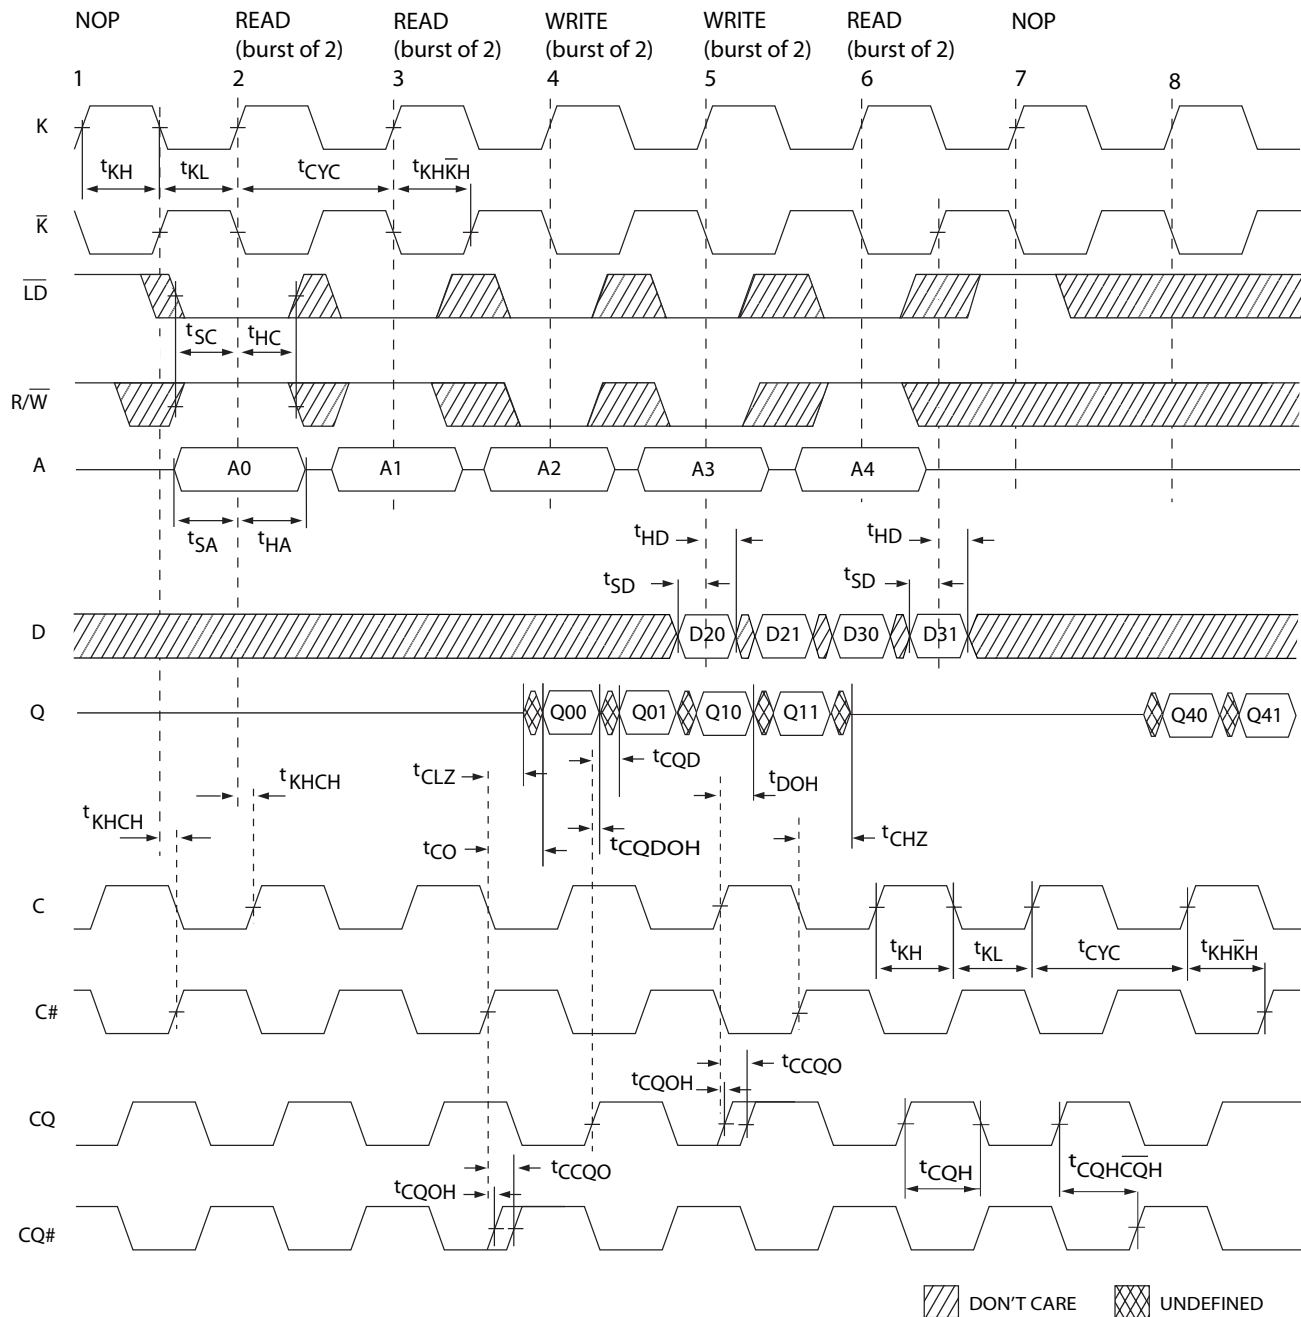 NOP READ READ WRITE WRITE READ NOP
(burst of 2) (burst of 2) (burst of 2) (burst of 2) (burst of 2)
1 2 3 4 5 6 7 8
K
tKH tKL tCYC tKHK̅H
K̅
L̅D̅
tSC tHC
R/W̅
A A0 A1 A2 A3 A4
tSA tHA tHD tHD
tSD tSD
D D20 D21 D30 D31
Q Q00 Q01 Q10 Q11 Q40 Q41
tCQD
tKHCH tCLZ tDOH
tKHCH tCO tCQDOH tCHZ
C
tKH tKL tCYC tKHK̅H
C#
tCQOH tCCQO
CQ
tCQOH tCCQO tCQH tCQHC̅Q̅H
CQ#
DON'T CARE UNDEFINED